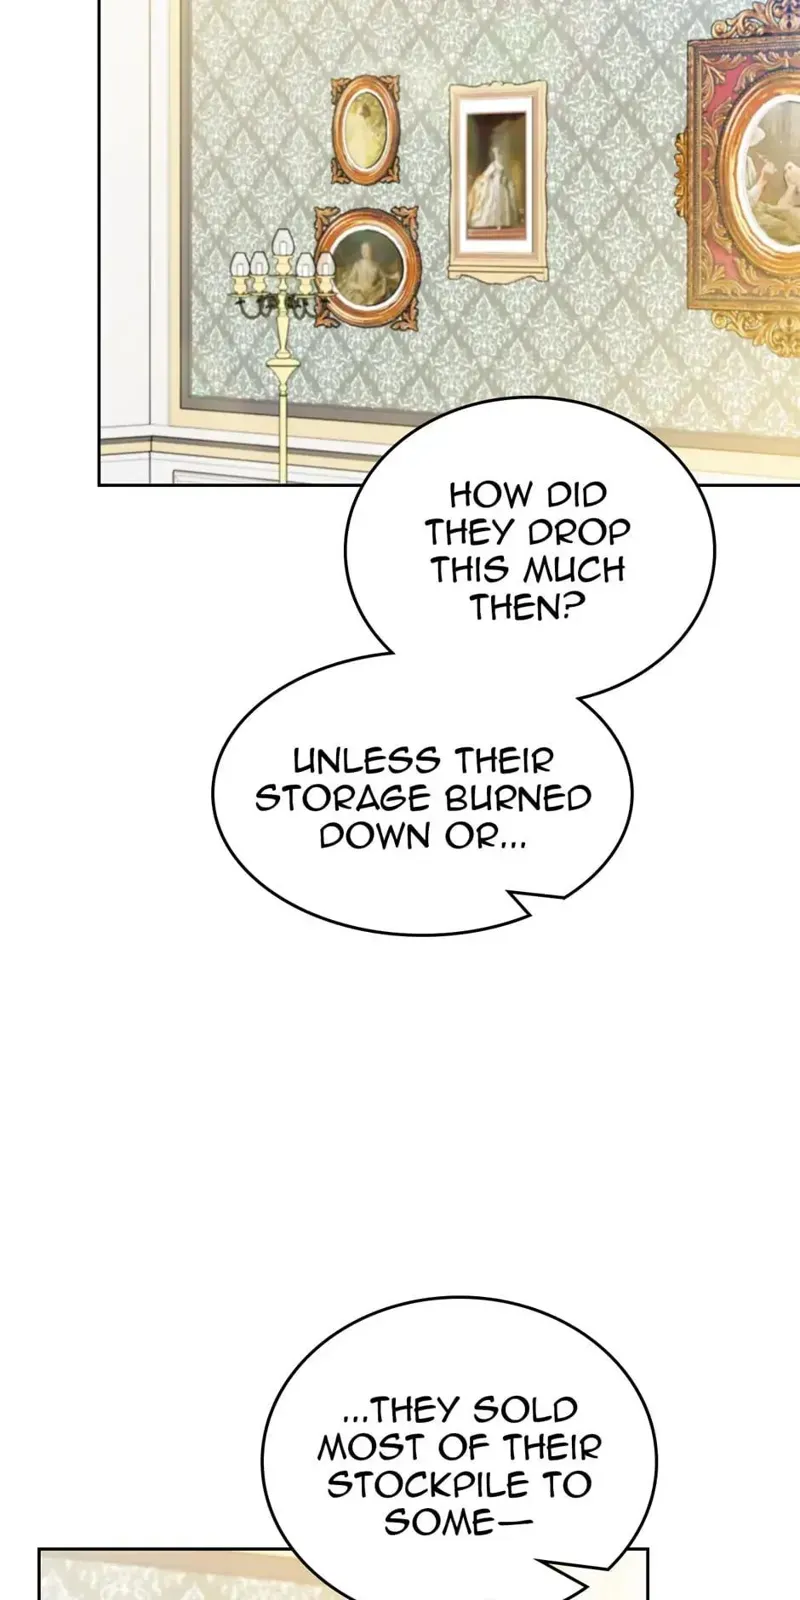 HOW DID
THEY DROP
THIS MUCH
THEN?
UNLESS THEIR
STORAGE BURNED
DOWN OR...
...THEY SOLD
MOST OF THEIR
STOCKPILE TO
SOME—